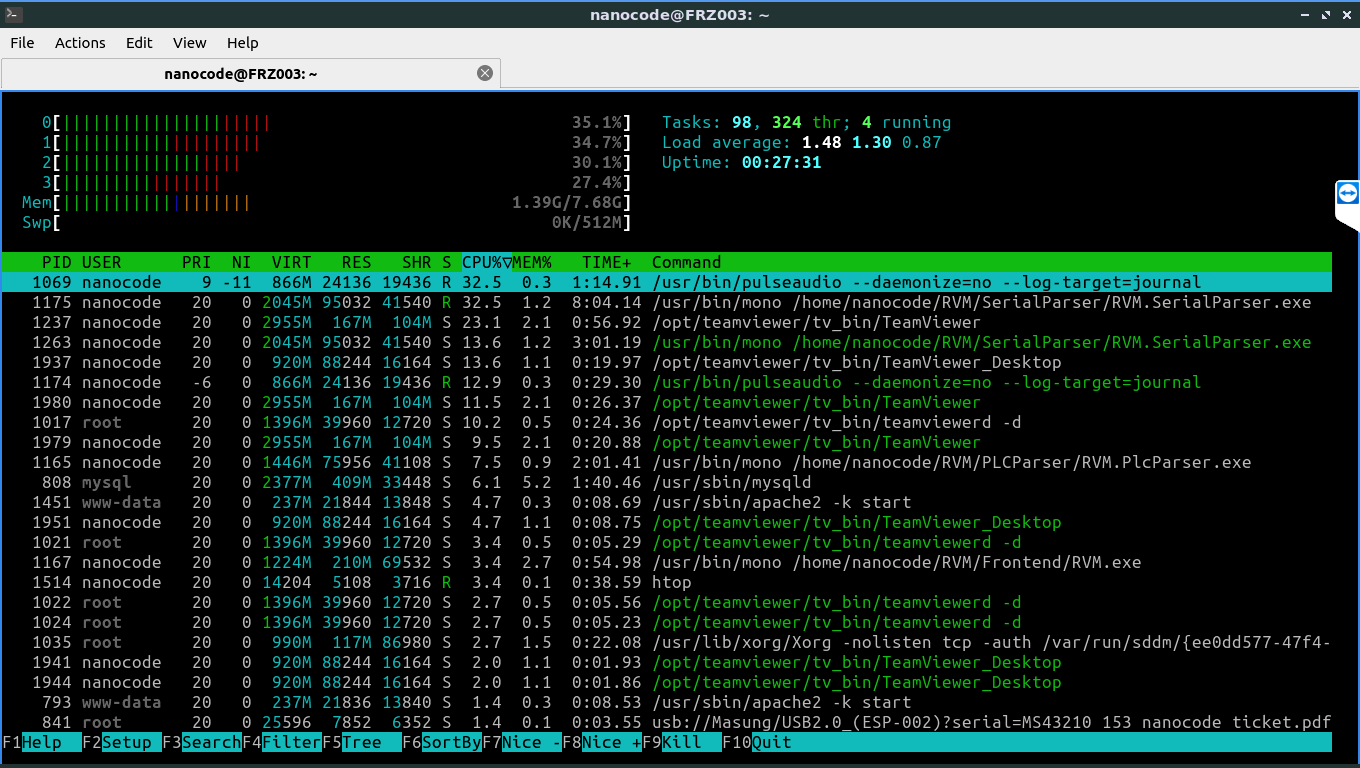 nanocode@FRZ003: ~
File Actions Edit View Help
nanocode@FRZ003: ~
0[||||||||||||||||||||| 35.1%] Tasks: 98, 324 thr; 4 running
1[|||||||||||||||||||| 34.7%] Load average: 1.48 1.30 0.87
2[|||||||||||||||||| 30.1%] Uptime: 00:27:31
3[|||||||||||||||| 27.4%]
Mem[||||||||||||||||||| 1.39G/7.68G]
Swp[ 0K/512M]
PID USER PRI NI VIRT RES SHR S CPU%▽MEM% TIME+ Command
1069 nanocode 9 -11 866M 24136 19436 R 32.5 0.3 1:14.91 /usr/bin/pulseaudio --daemonize=no --log-target=journal
1175 nanocode 20 0 2045M 95032 41540 R 32.5 1.2 8:04.14 /usr/bin/mono /home/nanocode/RVM/SerialParser/RVM.SerialParser.exe
1237 nanocode 20 0 2955M 167M 104M S 23.1 2.1 0:56.92 /opt/teamviewer/tv_bin/TeamViewer
1263 nanocode 20 0 2045M 95032 41540 S 13.6 1.2 3:01.19 /usr/bin/mono /home/nanocode/RVM/SerialParser/RVM.SerialParser.exe
1937 nanocode 20 0 920M 88244 16164 S 13.6 1.1 0:19.97 /opt/teamviewer/tv_bin/TeamViewer_Desktop
1174 nanocode -6 0 866M 24136 19436 R 12.9 0.3 0:29.30 /usr/bin/pulseaudio --daemonize=no --log-target=journal
1980 nanocode 20 0 2955M 167M 104M S 11.5 2.1 0:26.37 /opt/teamviewer/tv_bin/TeamViewer
1017 root 20 0 1396M 39960 12720 S 10.2 0.5 0:24.36 /opt/teamviewer/tv_bin/teamviewerd -d
1979 nanocode 20 0 2955M 167M 104M S 9.5 2.1 0:20.88 /opt/teamviewer/tv_bin/TeamViewer
1165 nanocode 20 0 1446M 75956 41108 S 7.5 0.9 2:01.41 /usr/bin/mono /home/nanocode/RVM/PLCParser/RVM.PlcParser.exe
808 mysql 20 0 2377M 409M 33448 S 6.1 5.2 1:40.46 /usr/sbin/mysqld
1451 www-data 20 0 237M 21844 13848 S 4.7 0.3 0:08.69 /usr/sbin/apache2 -k start
1951 nanocode 20 0 920M 88244 16164 S 4.7 1.1 0:08.75 /opt/teamviewer/tv_bin/TeamViewer_Desktop
1021 root 20 0 1396M 39960 12720 S 3.4 0.5 0:05.29 /opt/teamviewer/tv_bin/teamviewerd -d
1167 nanocode 20 0 1224M 210M 69532 S 3.4 2.7 0:54.98 /usr/bin/mono /home/nanocode/RVM/Frontend/RVM.exe
1514 nanocode 20 0 14204 5108 3716 R 3.4 0.1 0:38.59 htop
1022 root 20 0 1396M 39960 12720 S 2.7 0.5 0:05.56 /opt/teamviewer/tv_bin/teamviewerd -d
1024 root 20 0 1396M 39960 12720 S 2.7 0.5 0:05.23 /opt/teamviewer/tv_bin/teamviewerd -d
1035 root 20 0 990M 117M 86980 S 2.7 1.5 0:22.08 /usr/lib/xorg/Xorg -nolisten tcp -auth /var/run/sddm/{ee0dd577-47f4-
1941 nanocode 20 0 920M 88244 16164 S 2.0 1.1 0:01.93 /opt/teamviewer/tv_bin/TeamViewer_Desktop
1944 nanocode 20 0 920M 88244 16164 S 2.0 1.1 0:01.86 /opt/teamviewer/tv_bin/TeamViewer_Desktop
793 www-data 20 0 237M 21836 13840 S 1.4 0.3 0:08.53 /usr/sbin/apache2 -k start
841 root 20 0 25596 7852 6352 S 1.4 0.1 0:03.55 usb://Masung/USB2.0_(ESP-002)?serial=MS43210 153 nanocode ticket.pdf
F1Help F2Setup F3SearchF4FilterF5Tree F6SortByF7Nice -F8Nice +F9Kill F10Quit